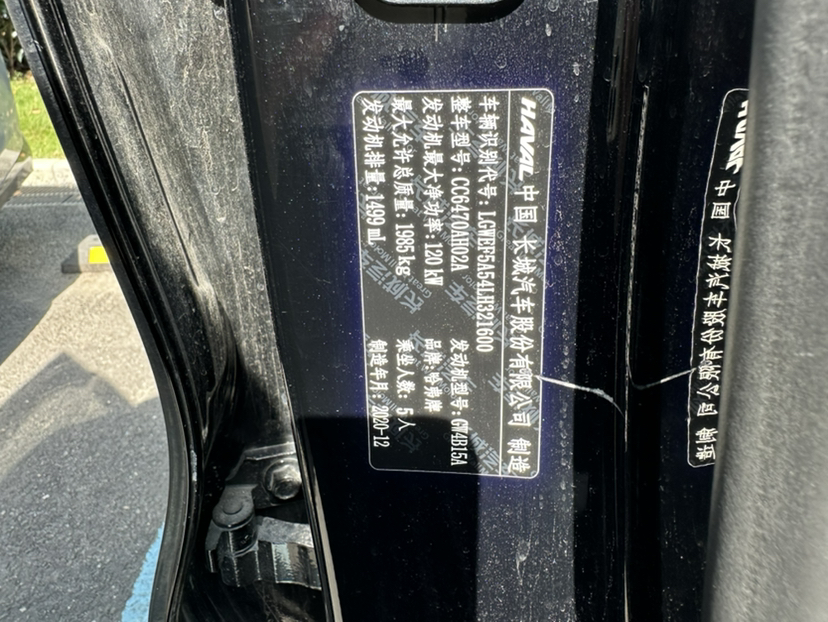 HAVAL 中国 长城汽车股份有限公司 制造
车辆识别代号: LGWEF5A54LH321600
整车型号: CC6470AH02A 发动机型号: GW4B15A
发动机最大净功率: 120 kW 品牌: 哈弗牌
最大允许总质量: 1985 kg 乘坐人数: 5人
发动机排量: 1499 mL 制造年月: 2020-12